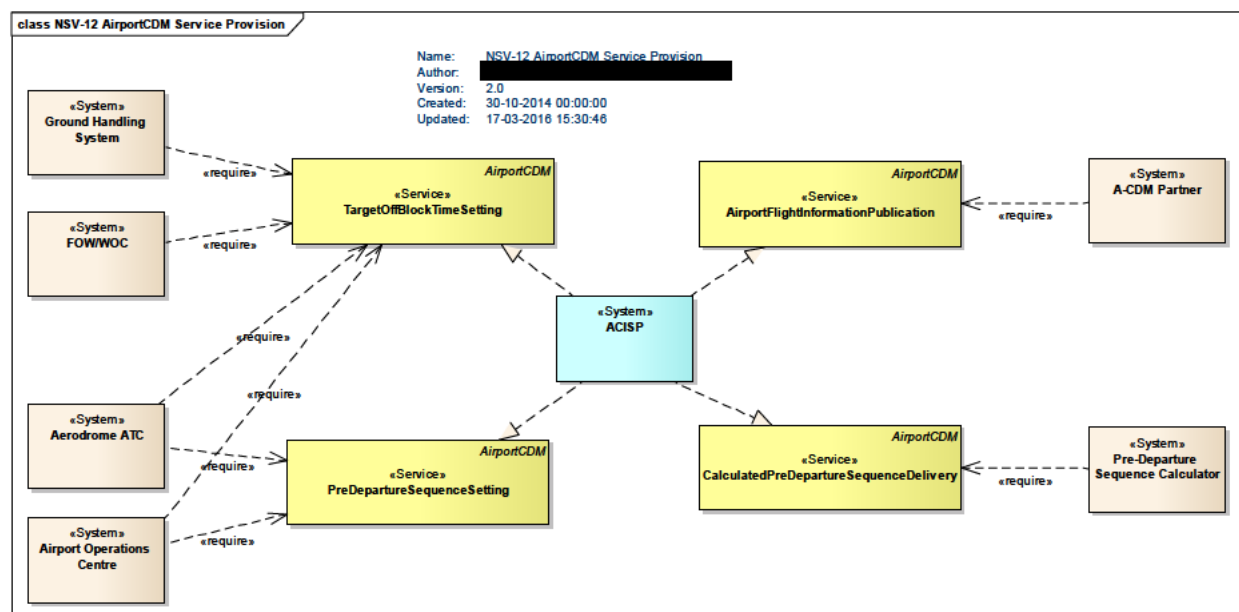 class NSV-12 AirportCDM Service Provision
Name: NSV-12 AirportCDM Service Provision
Author:
Version: 2.0
Created: 30-10-2014 00:00:00
Updated: 17-03-2016 15:30:46
«System»
Ground Handling
System
«require»
«System»
FOW/WOC
«require»
AirportCDM
«Service»
TargetOffBlockTimeSetting
AirportCDM
«Service»
AirportFlightInformationPublication
«System»
A-CDM Partner
«require»
«System»
ACISP
«require»
«require»
«System»
Aerodrome ATC
«require»
«System»
Airport Operations
Centre
«require»
AirportCDM
«Service»
PreDepartureSequenceSetting
AirportCDM
«Service»
CalculatedPreDepartureSequenceDelivery
«System»
Pre-Departure
Sequence Calculator
«require»